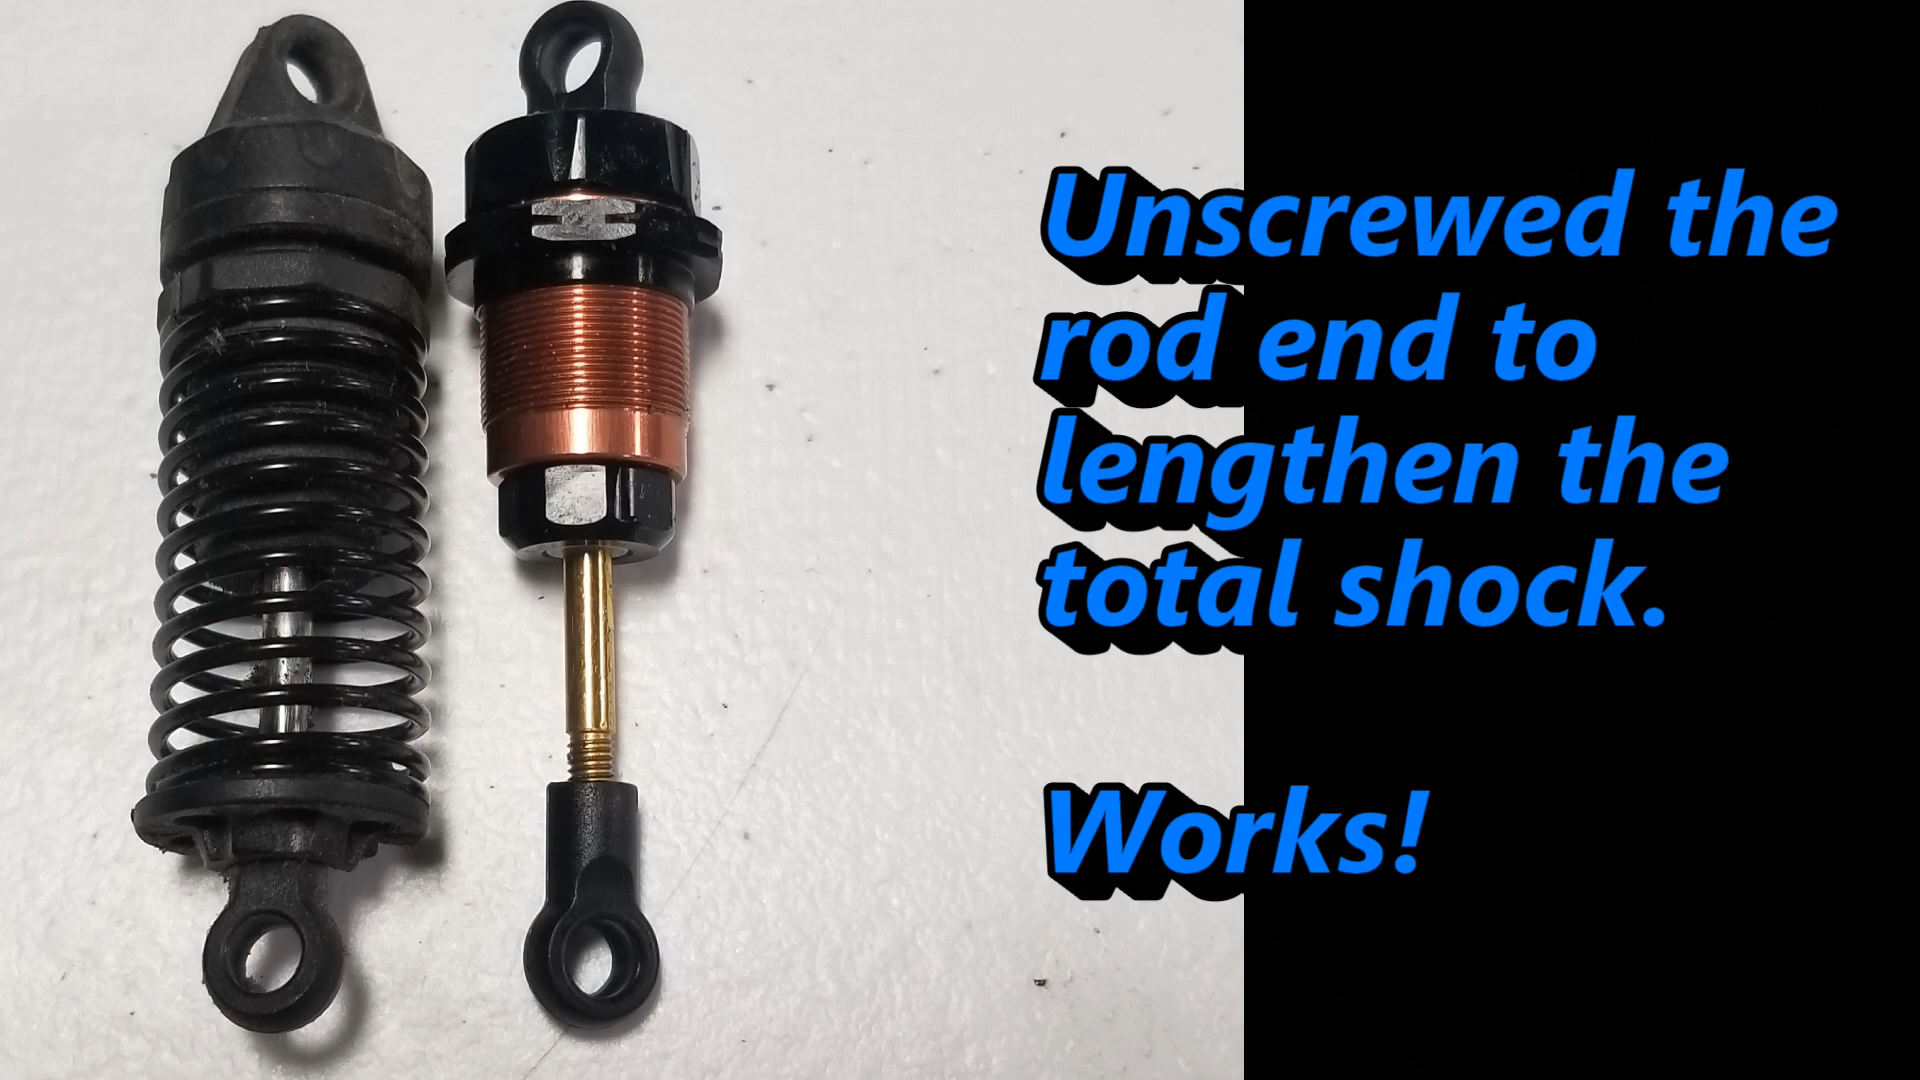 Unscrewed the
rod end to
lengthen the
total shock.
Works!